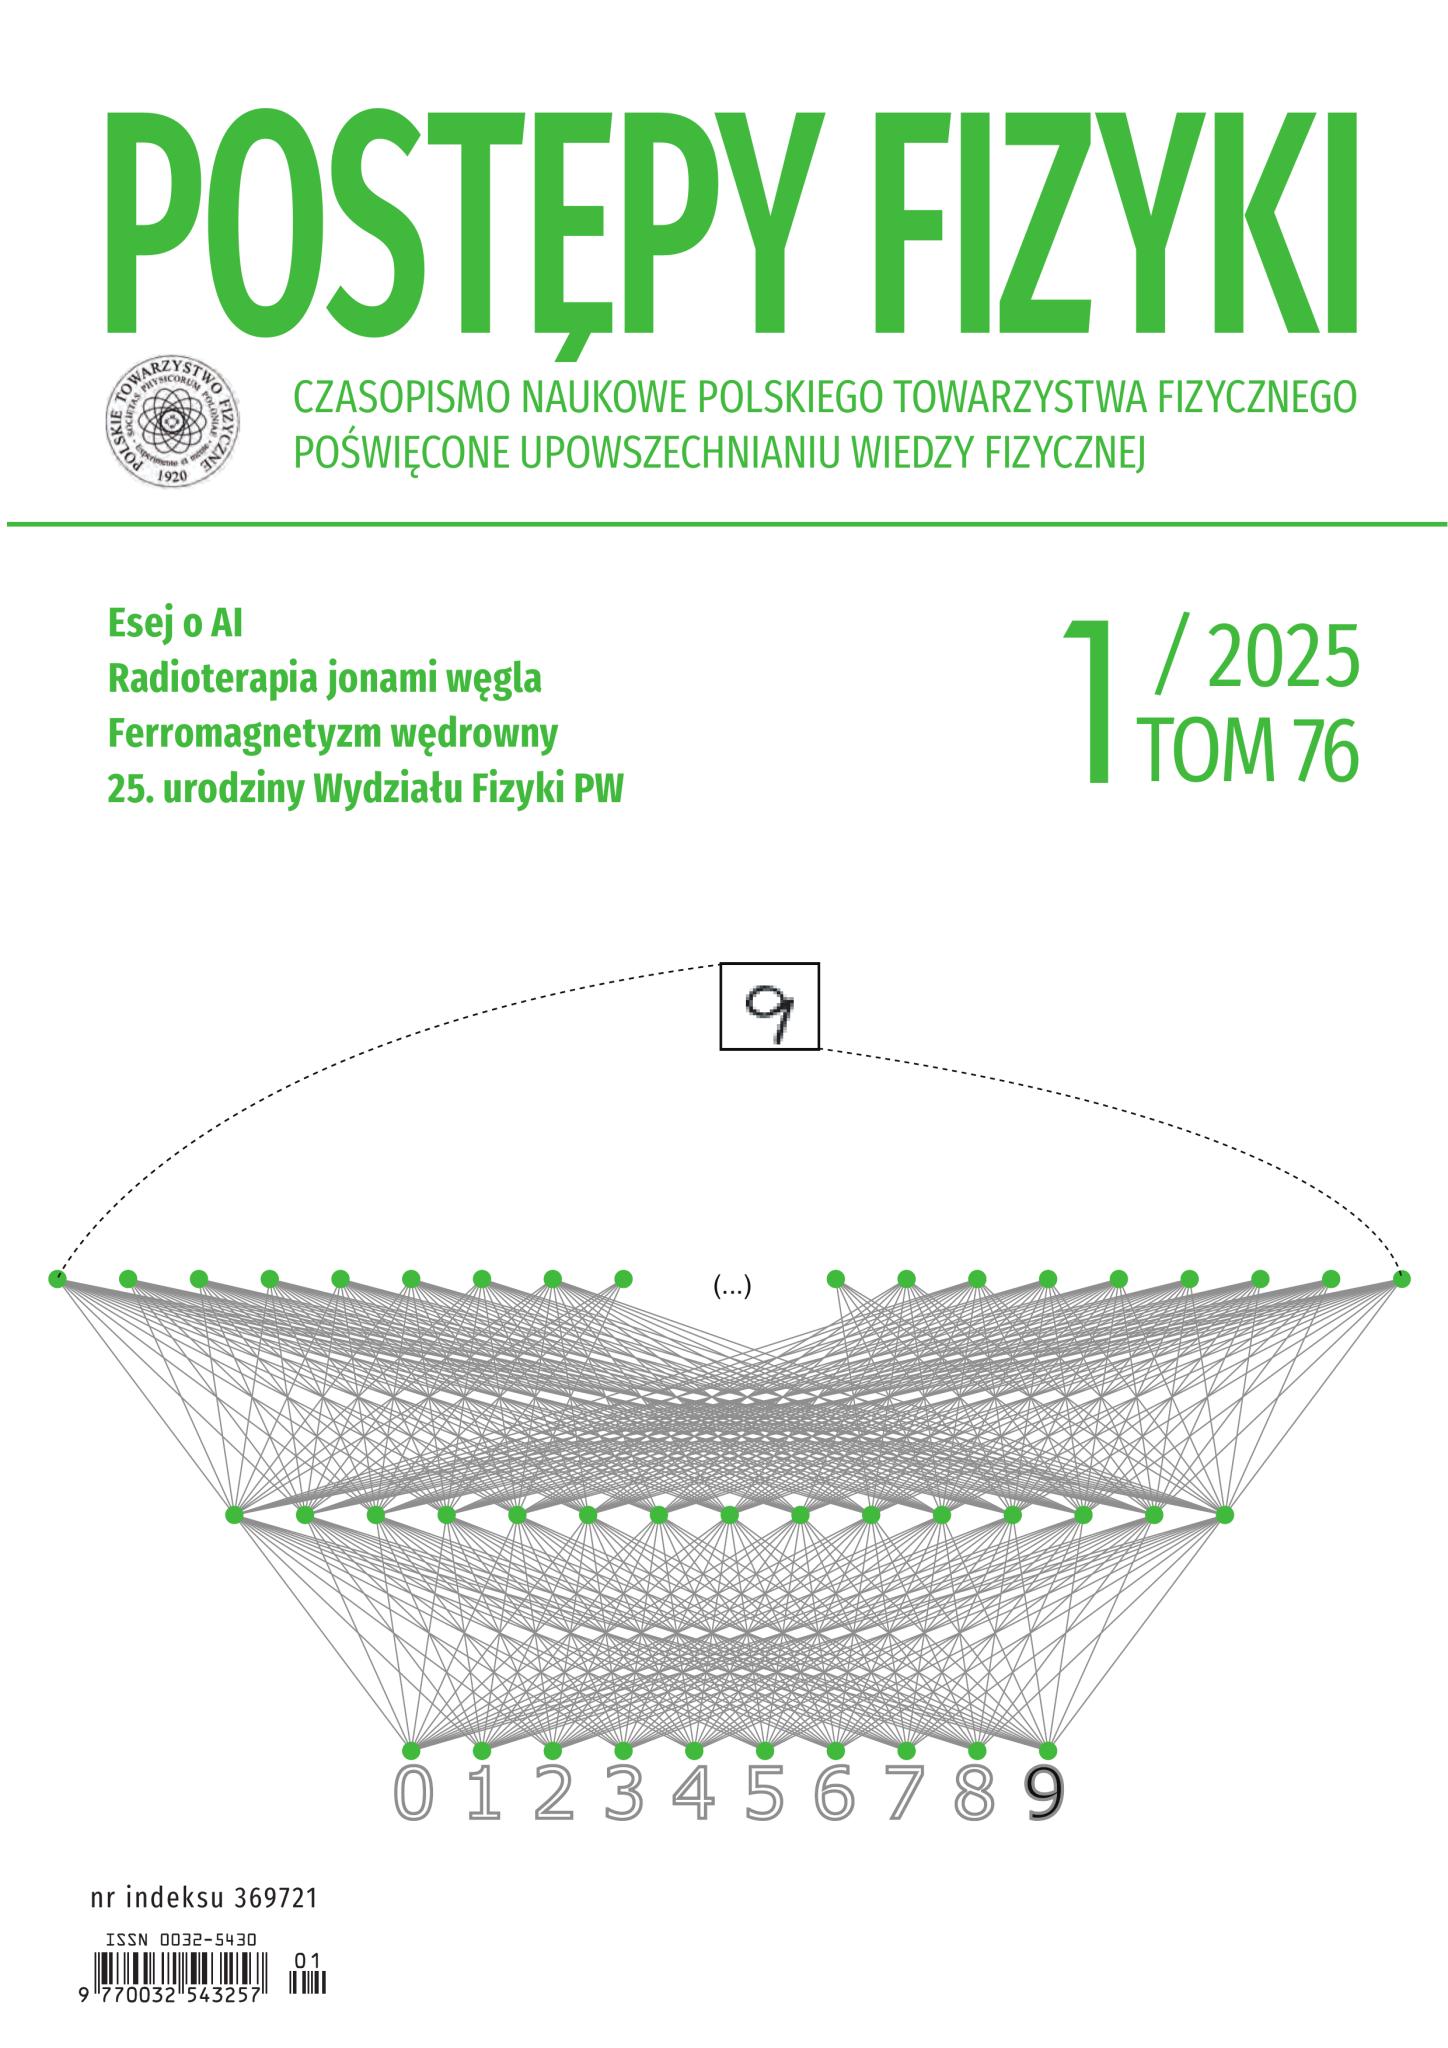 POSTĘPY FIZYKI
POLSKIE TOWARZYSTWO FIZYCZNE
SOCIETAS PHYSICORUM POLONIAE
experimento et mente
1920
CZASOPISMO NAUKOWE POLSKIEGO TOWARZYSTWA FIZYCZNEGO
POŚWIĘCONE UPOWSZECHNIANIU WIEDZY FIZYCZNEJ
Esej o AI
Radioterapia jonami węgla
Ferromagnetyzm wędrowny
25. urodziny Wydziału Fizyki PW
1 / 2025
TOM 76
9
(...)
0 1 2 3 4 5 6 7 8 9
nr indeksu 369721
ISSN 0032-5430
01
9 770032 543257